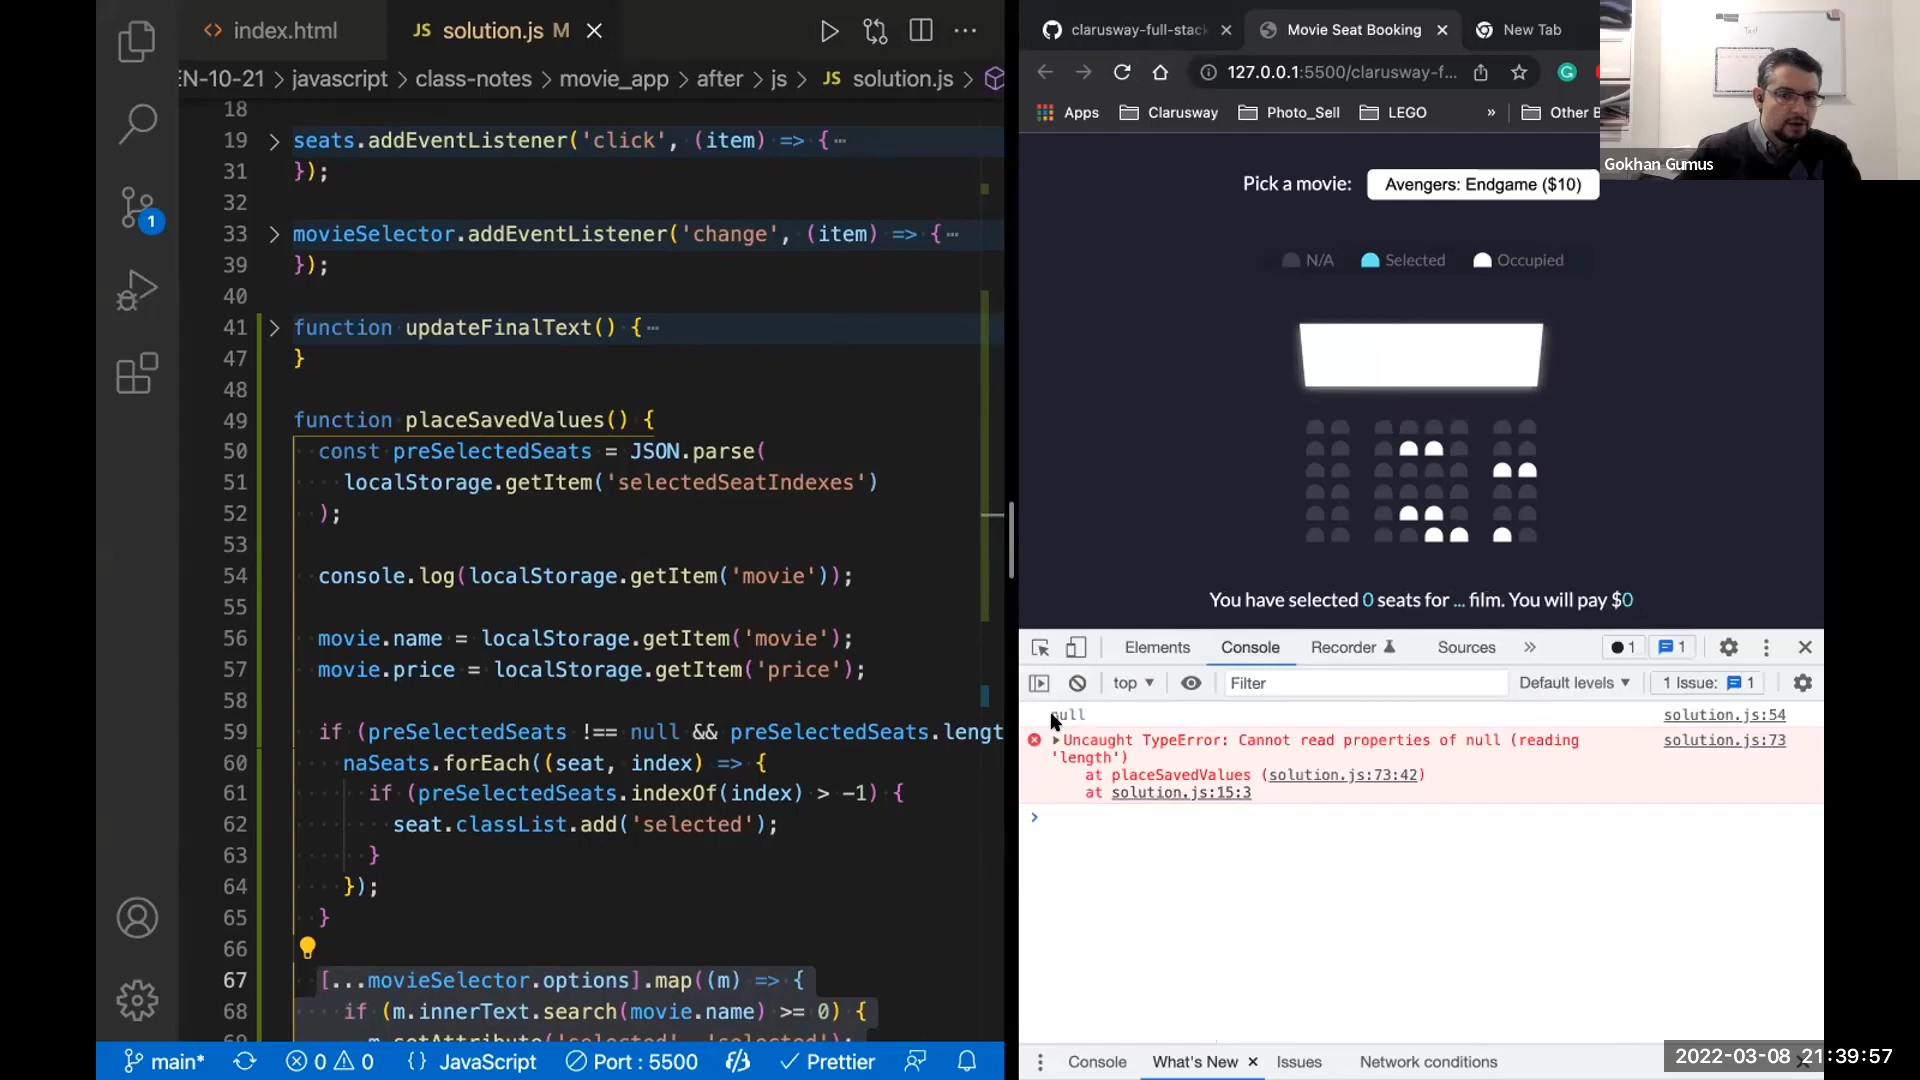 index.html
JS solution.js M
EN-10-21 > javascript > class-notes > movie_app > after > js > JS solution.js >
18
19 seats.addEventListener('click', (item) => {
31 });
32
33 movieSelector.addEventListener('change', (item) => {
39 });
40
41 function updateFinalText() {
47 }
48
49 function placeSavedValues() {
50 const preSelectedSeats = JSON.parse(
51 localStorage.getItem('selectedSeatIndexes')
52 );
53
54 console.log(localStorage.getItem('movie'));
55
56 movie.name = localStorage.getItem('movie');
57 movie.price = localStorage.getItem('price');
58
59 if (preSelectedSeats !== null && preSelectedSeats.lengt
60 naSeats.forEach((seat, index) => {
61 if (preSelectedSeats.indexOf(index) > -1) {
62 seat.classList.add('selected');
63 }
64 });
65 }
66
67 [...movieSelector.options].map((m) => {
68 if (m.innerText.search(movie.name) >= 0) {
1
main*
0 0
{} JavaScript
Port : 5500
Prettier
clarusway-full-stack
Movie Seat Booking
New Tab
127.0.0.1:5500/clarusway-f...
Apps
Clarusway
Photo_Sell
LEGO
»
Other B
Gokhan Gumus
Pick a movie:
Avengers: Endgame ($10)
N/A
Selected
Occupied
You have selected 0 seats for ... film. You will pay $0
Elements
Console
Recorder
Sources
»
1
1
top
Filter
Default levels
1 Issue: 1
null
solution.js:54
Uncaught TypeError: Cannot read properties of null (reading
solution.js:73
'length')
at placeSavedValues (solution.js:73:42)
at solution.js:15:3
Console
What's New
Issues
Network conditions
2022-03-08 21:39:57